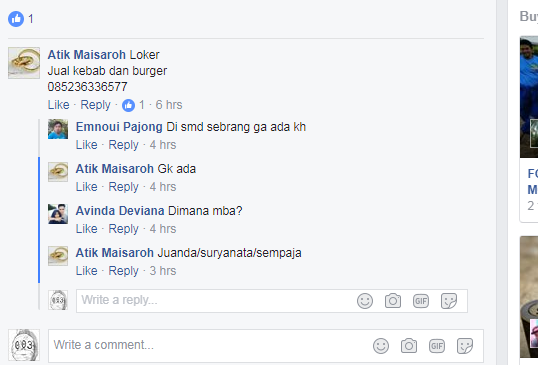 1
Buy
Atik Maisaroh Loker
Jual kebab dan burger
085236336577
Like · Reply · 1 · 6 hrs
Emnoui Pajong Di smd sebrang ga ada kh
Like · Reply · 4 hrs
Atik Maisaroh Gk ada
Like · Reply · 4 hrs
Avinda Deviana Dimana mba?
Like · Reply · 4 hrs
Atik Maisaroh Juanda/suryanata/sempaja
Like · Reply · 3 hrs
Write a reply...
GIF
Write a comment...
GIF
2